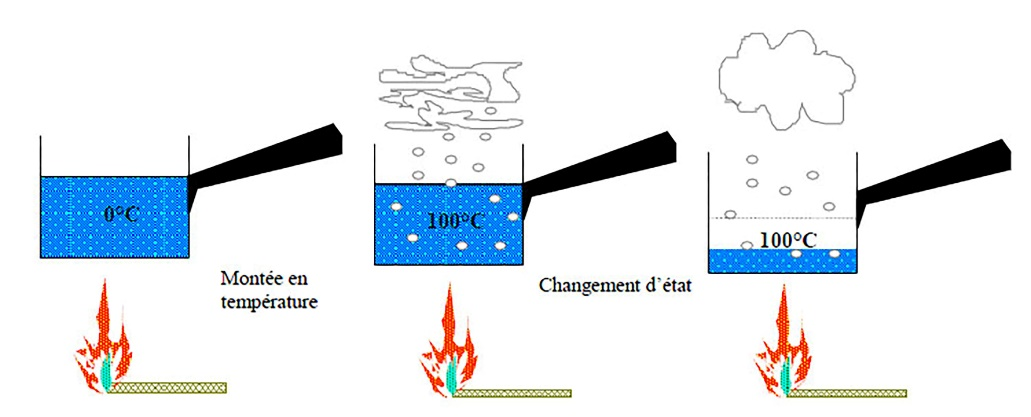 0°C
Montée en
température
100°C
Changement d’état
100°C